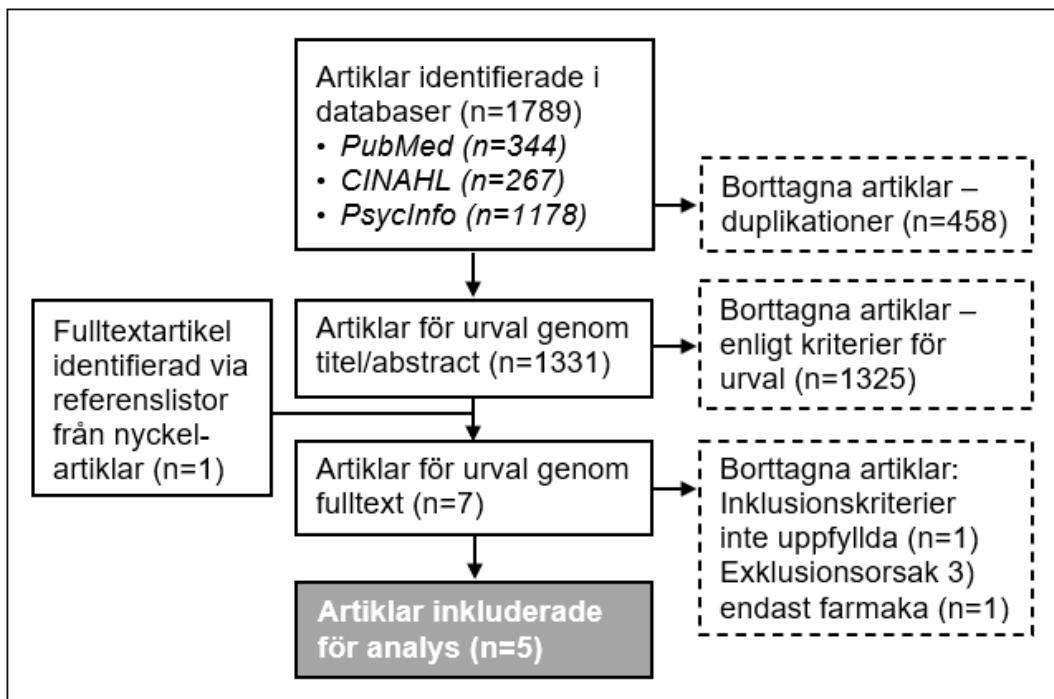 Artiklar identifierade i
databaser (n=1789)
• PubMed (n=344)
• CINAHL (n=267)
• PsycInfo (n=1178)
Borttagna artiklar –
duplikationer (n=458)
Artiklar för urval genom
titel/abstract (n=1331)
Borttagna artiklar –
enligt kriterier för
urval (n=1325)
Fulltextartikel
identifierad via
referenslistor
från nyckel-
artiklar (n=1)
Artiklar för urval genom
fulltext (n=7)
Borttagna artiklar:
Inklusionskriterier
inte uppfyllda (n=1)
Exklusionsorsak 3)
endast farmaka (n=1)
Artiklar inkluderade
för analys (n=5)